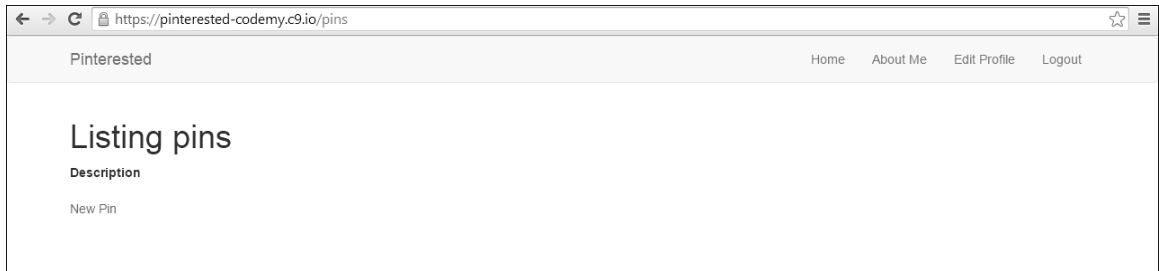 https://pinterested-codemy.c9.io/pins
Pinterested Home About Me Edit Profile Logout
Listing pins
Description
New Pin